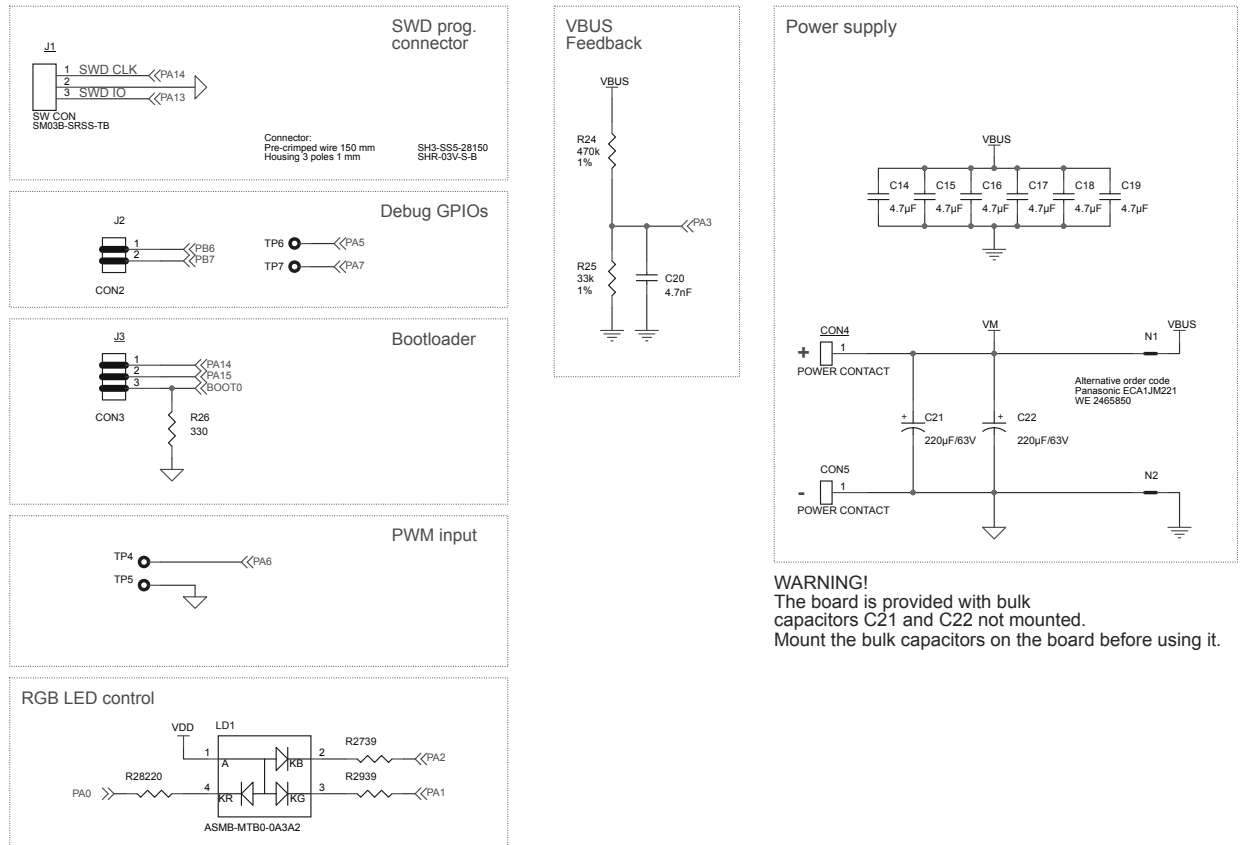 SWD prog.
connector
J1
1 SWD CLK PA14
2
3 SWD IO PA13
SW CON
SM03B-SRSS-TB
Connector:
Pre-crimped wire 150 mm SH3-SS5-28150
Housing 3 poles 1 mm SHR-03V-S-B
Debug GPIOs
J2
1 PB6
2 PB7
CON2
TP6 PA5
TP7 PA7
Bootloader
J3
1 PA14
2 PA15
3 BOOT0
CON3
R26
330
PWM input
TP4 PA6
TP5
RGB LED control
VDD LD1
R2739
1 A KB 2 PA2
R28220 R2939
PA0 4 KR KG 3 PA1
ASMB-MTB0-0A3A2
VBUS
Feedback
VBUS
R24
470k
1%
PA3
R25
33k
1%
C20
4.7nF
Power supply
VBUS
C14 C15 C16 C17 C18 C19
4.7µF 4.7µF 4.7µF 4.7µF 4.7µF 4.7µF
CON4 VM VBUS
N1
+ 1
POWER CONTACT
Alternative order code
Panasonic ECA1JM221
WE 2465850
+ C21 + C22
220µF/63V 220µF/63V
CON5 N2
- 1
POWER CONTACT
WARNING!
The board is provided with bulk
capacitors C21 and C22 not mounted.
Mount the bulk capacitors on the board before using it.